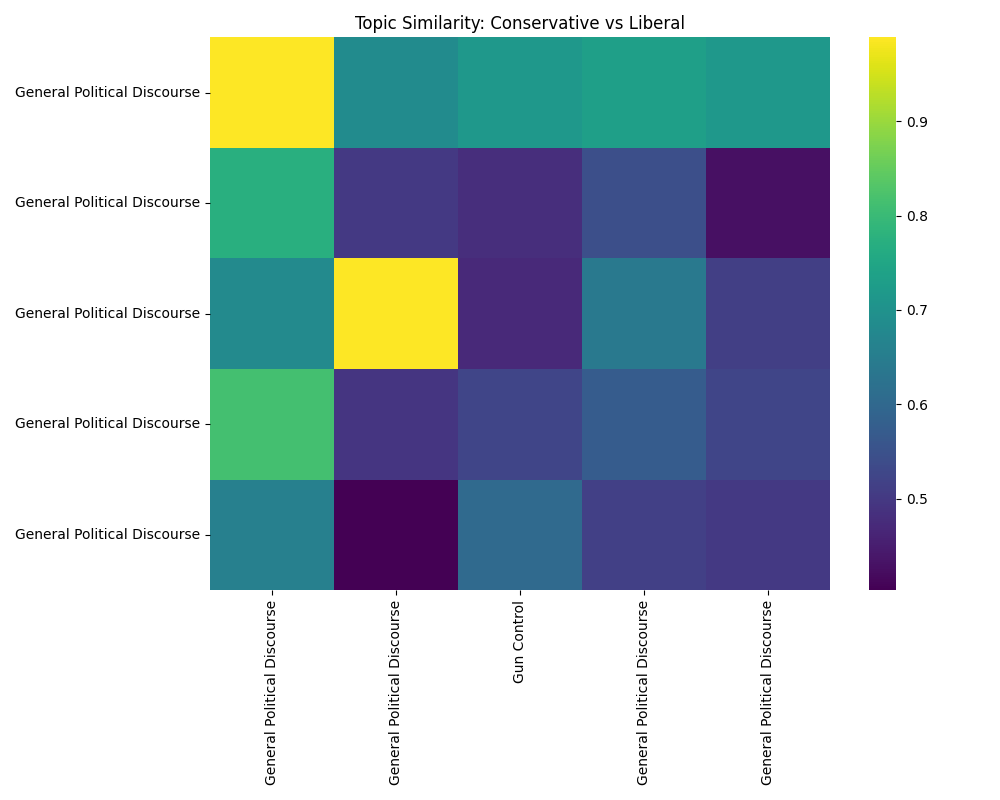 Topic Similarity: Conservative vs Liberal
General Political Discourse
General Political Discourse
General Political Discourse
General Political Discourse
General Political Discourse
0.9
0.8
0.7
0.6
0.5
General Political Discourse
General Political Discourse
Gun Control
General Political Discourse
General Political Discourse